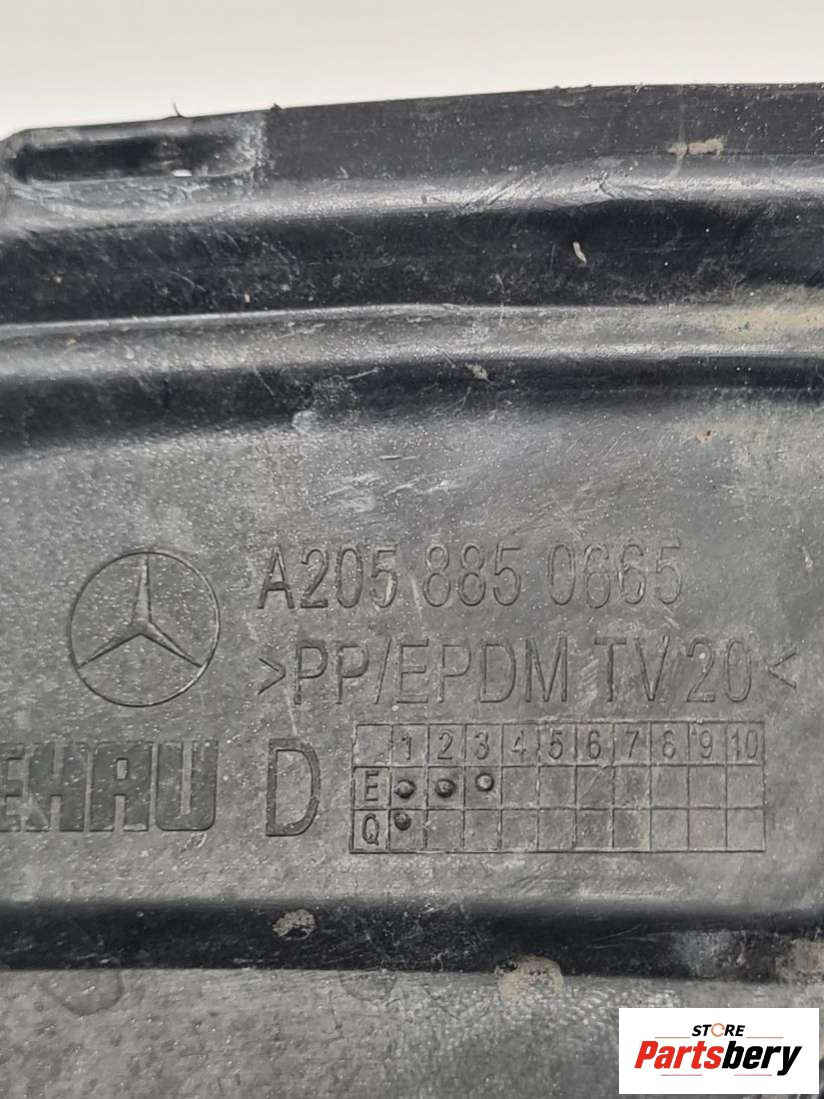 A205 885 0665
>PP/EPDM TV 20<
EHAU D
1 2 3 4 5 6 7 8 9 10
E
Q
STORE
Partsbery